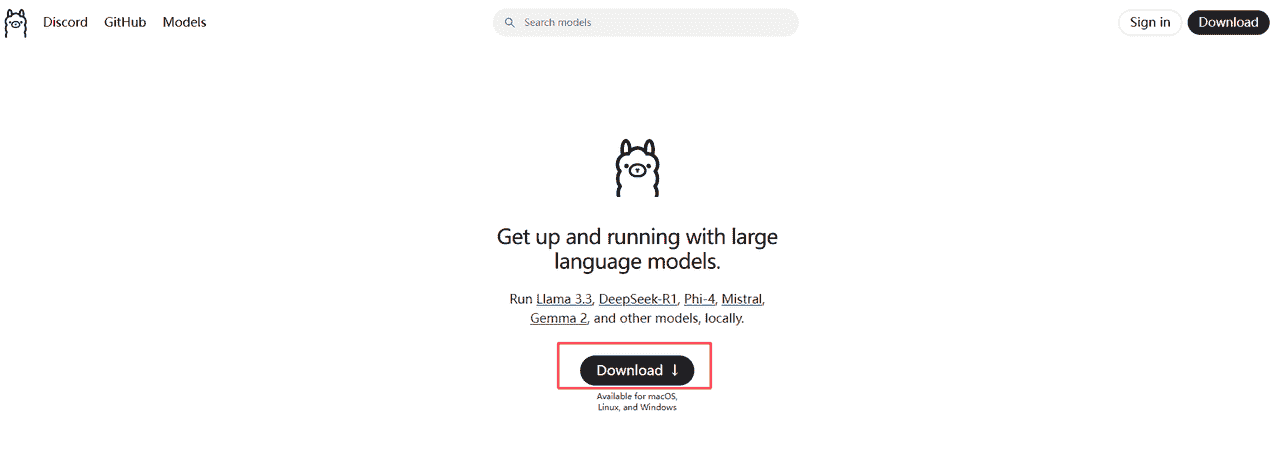 Discord GitHub Models Search models Sign in Download
Get up and running with large
language models.
Run Llama 3.3, DeepSeek-R1, Phi-4, Mistral,
Gemma 2, and other models, locally.
Download ↓
Available for macOS,
Linux, and Windows